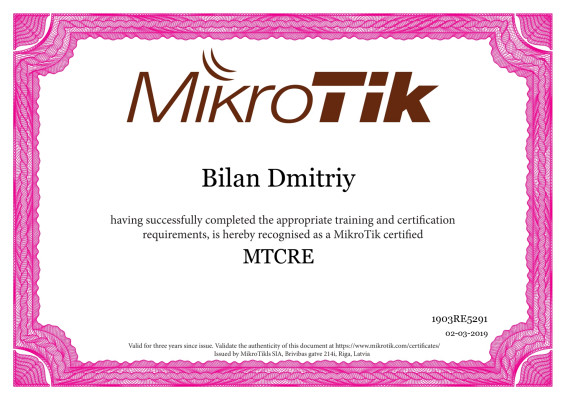 MikroTik
Bilan Dmitriy
having successfully completed the appropriate training and certification
requirements, is hereby recognised as a MikroTik certified
MTCRE
1903RE5291
02-03-2019
Valid for three years since issue. Validate the authenticity of this document at https://www.mikrotik.com/certificates/
Issued by MikroTikls SIA, Brivibas gatve 214i, Riga, Latvia